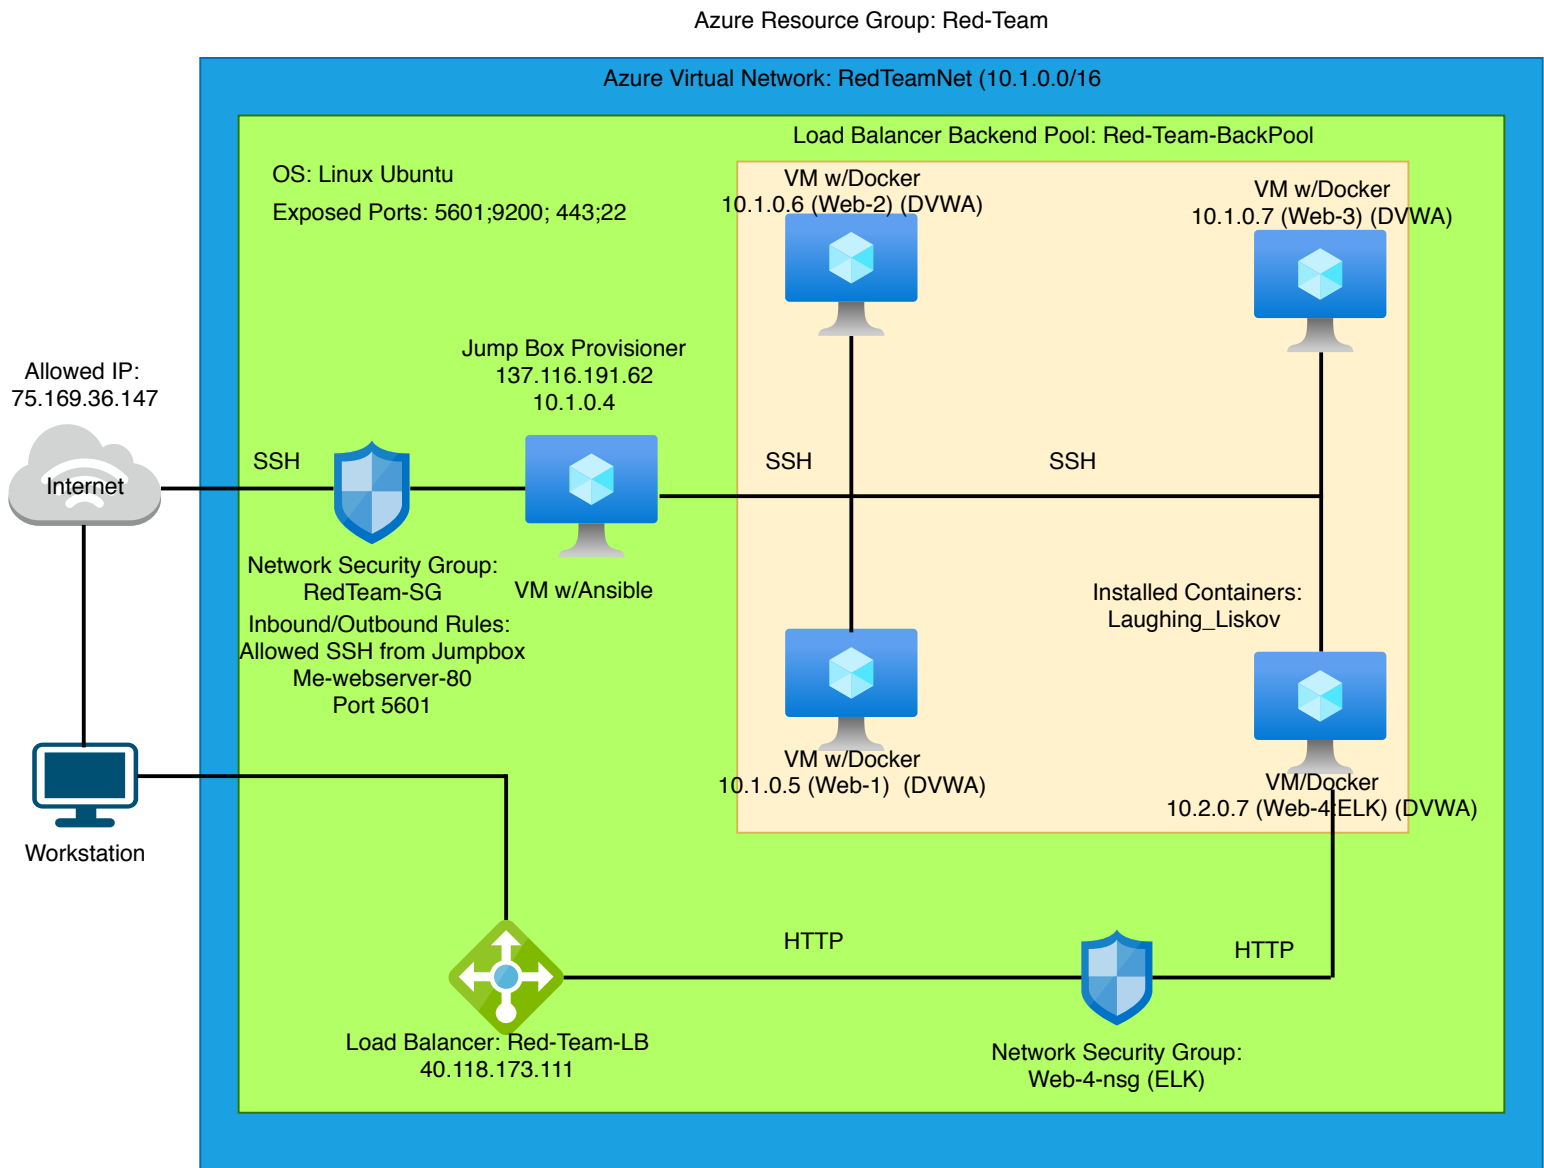 Azure Resource Group: Red-Team
Azure Virtual Network: RedTeamNet (10.1.0.0/16
Load Balancer Backend Pool: Red-Team-BackPool
OS: Linux Ubuntu
Exposed Ports: 5601;9200; 443;22
VM w/Docker
10.1.0.6 (Web-2) (DVWA)
VM w/Docker
10.1.0.7 (Web-3) (DVWA)
Allowed IP:
75.169.36.147
Internet
SSH
Jump Box Provisioner
137.116.191.62
10.1.0.4
SSH
SSH
Network Security Group:
RedTeam-SG
Inbound/Outbound Rules:
Allowed SSH from Jumpbox
Me-webserver-80
Port 5601
VM w/Ansible
Installed Containers:
Laughing_Liskov
VM w/Docker
10.1.0.5 (Web-1)  (DVWA)
VM/Docker
10.2.0.7 (Web-4:ELK) (DVWA)
Workstation
HTTP
HTTP
Load Balancer: Red-Team-LB
40.118.173.111
Network Security Group:
Web-4-nsg (ELK)